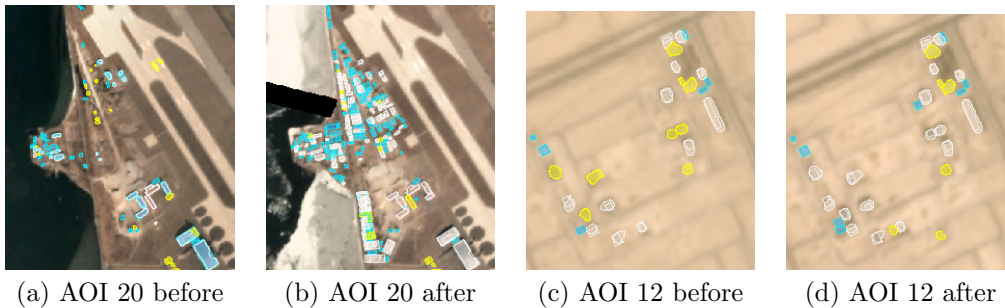 (a) AOI 20 before
(b) AOI 20 after
(c) AOI 12 before
(d) AOI 12 after